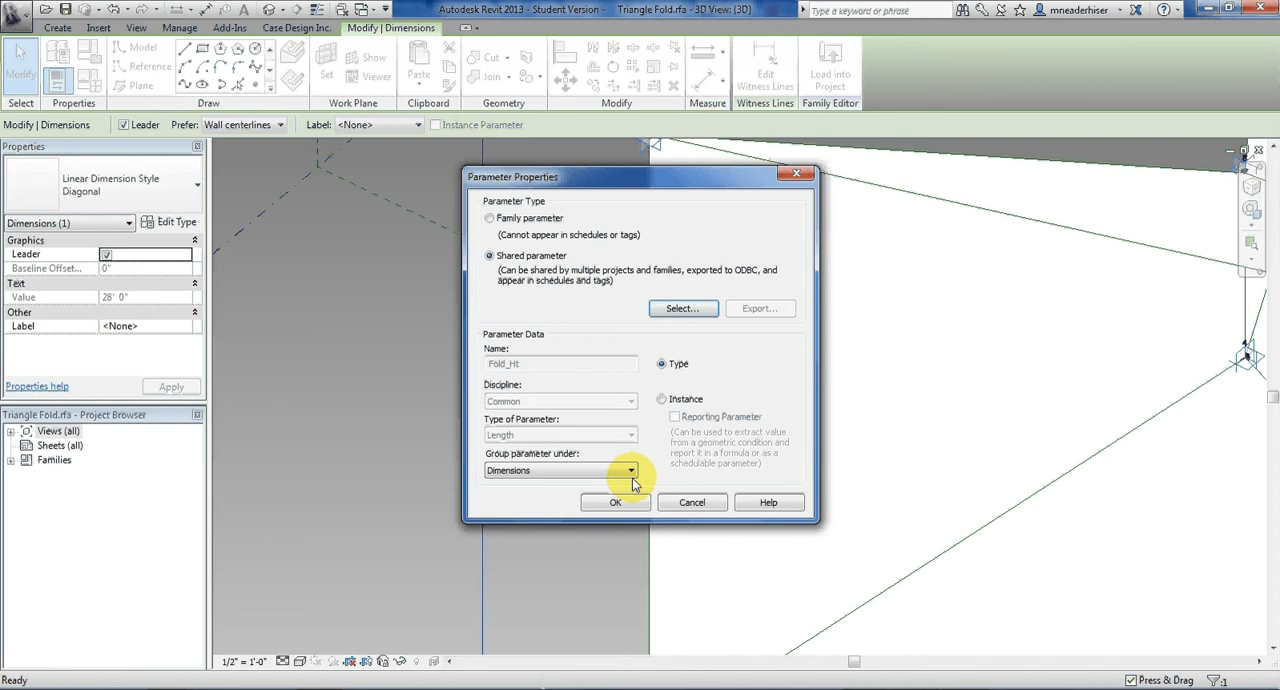 Autodesk Revit 2013 - Student Version - Triangle Fold.rfa - 3D View: {3D}
Type a keyword or phrase
mneaderhiser
Create Insert View Manage Add-Ins Case Design Inc. Modify | Dimensions
Modify
Model
Reference
Plane
Set
Show
Viewer
Paste
Cut
Join
Edit
Witness Lines
Load into
Project
Select Properties Draw Work Plane Clipboard Geometry Modify Measure Witness Lines Family Editor
Modify | Dimensions Leader Prefer: Wall centerlines Label: <None> Instance Parameter
Properties
Linear Dimension Style
Diagonal
Dimensions (1) Edit Type
Graphics
Leader
Baseline Offset... 0"
Text
Value 28' 0"
Other
Label <None>
Properties help Apply
Triangle Fold.rfa - Project Browser
Views (all)
Sheets (all)
Families
Parameter Properties
Parameter Type
Family parameter
(Cannot appear in schedules or tags)
Shared parameter
(Can be shared by multiple projects and families, exported to ODBC, and
appear in schedules and tags)
Select... Export...
Parameter Data
Name:
Fold_Ht
Type
Discipline:
Common
Instance
Reporting Parameter
Type of Parameter:
Length
(Can be used to extract value
from a geometric condition and
report it in a formula or as a
schedulable parameter)
Group parameter under:
Dimensions
OK Cancel Help
1/2" = 1'-0"
Ready
Press & Drag
:1